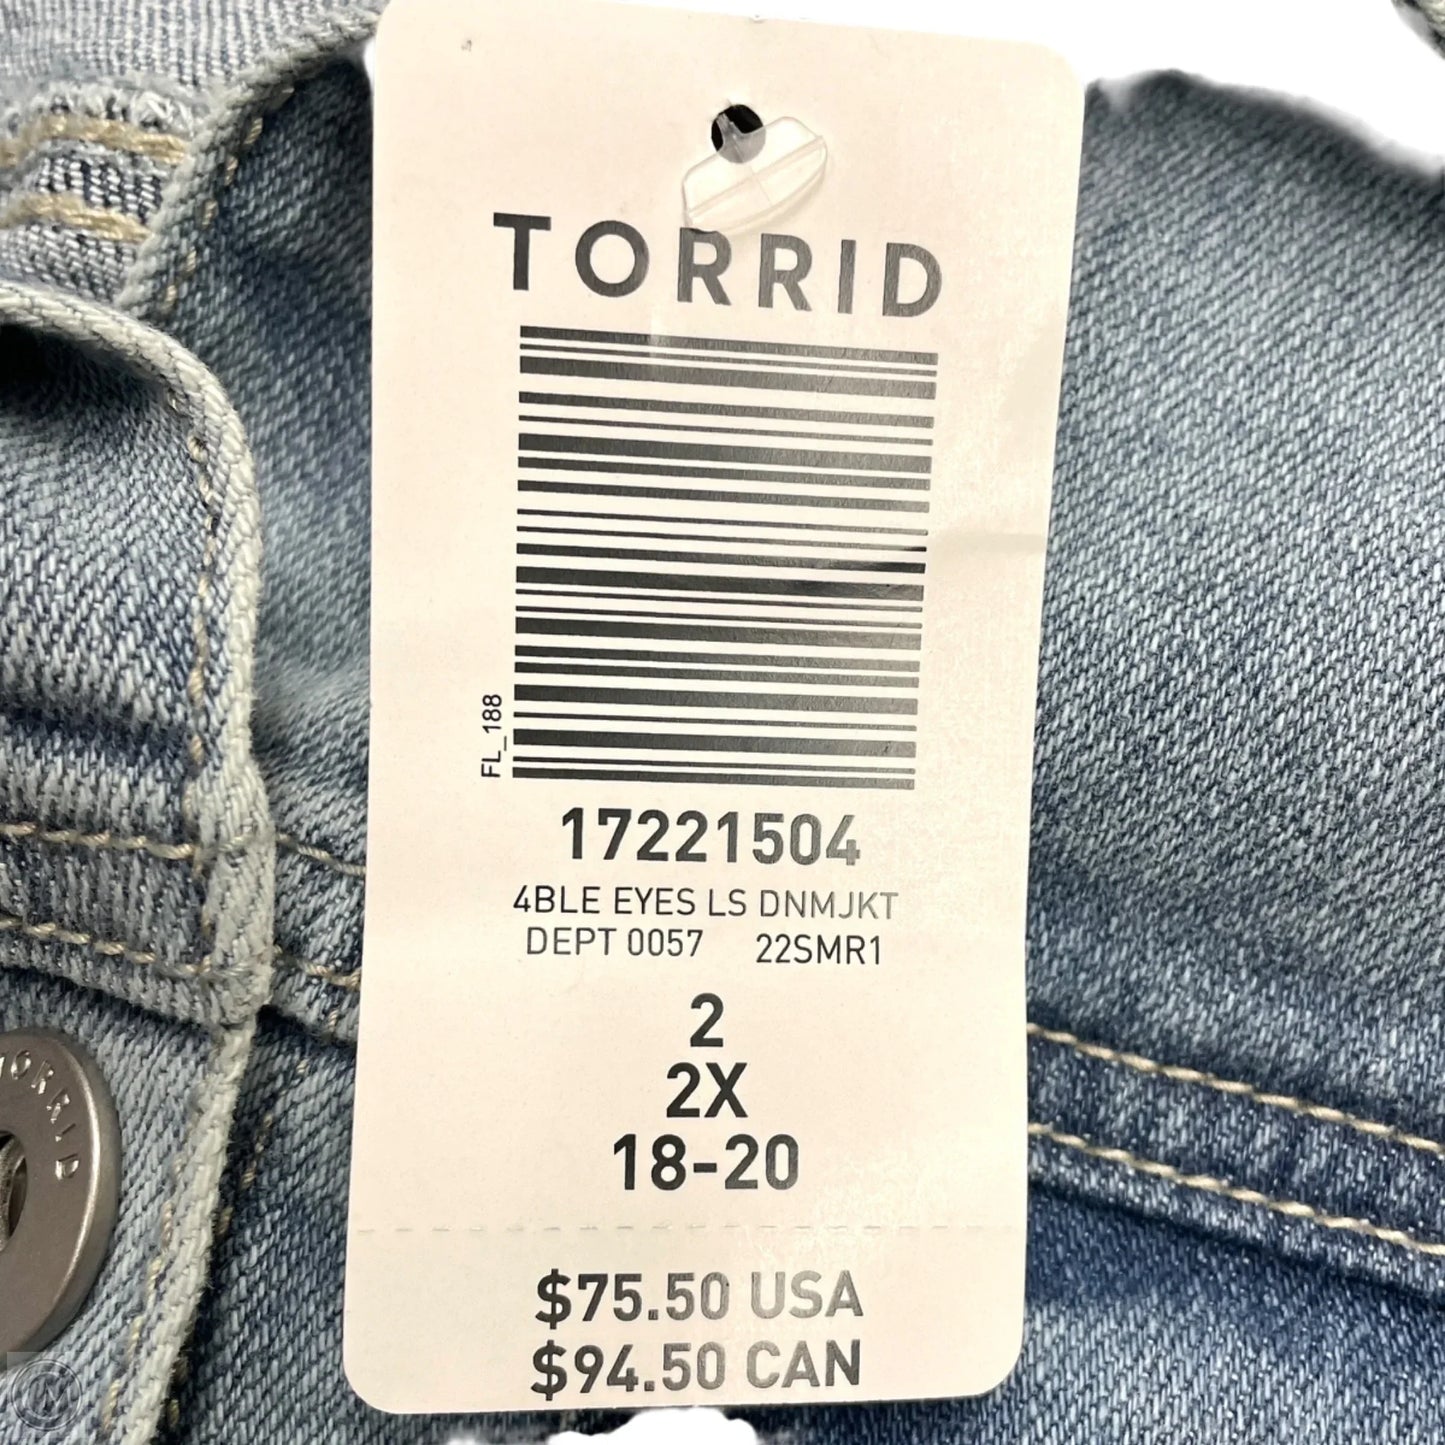 TORRID
FL_188
17221504
4BLE EYES LS DNMJKT
DEPT 0057 22SMR1
2
2X
18-20
$75.50 USA
$94.50 CAN
TORRID